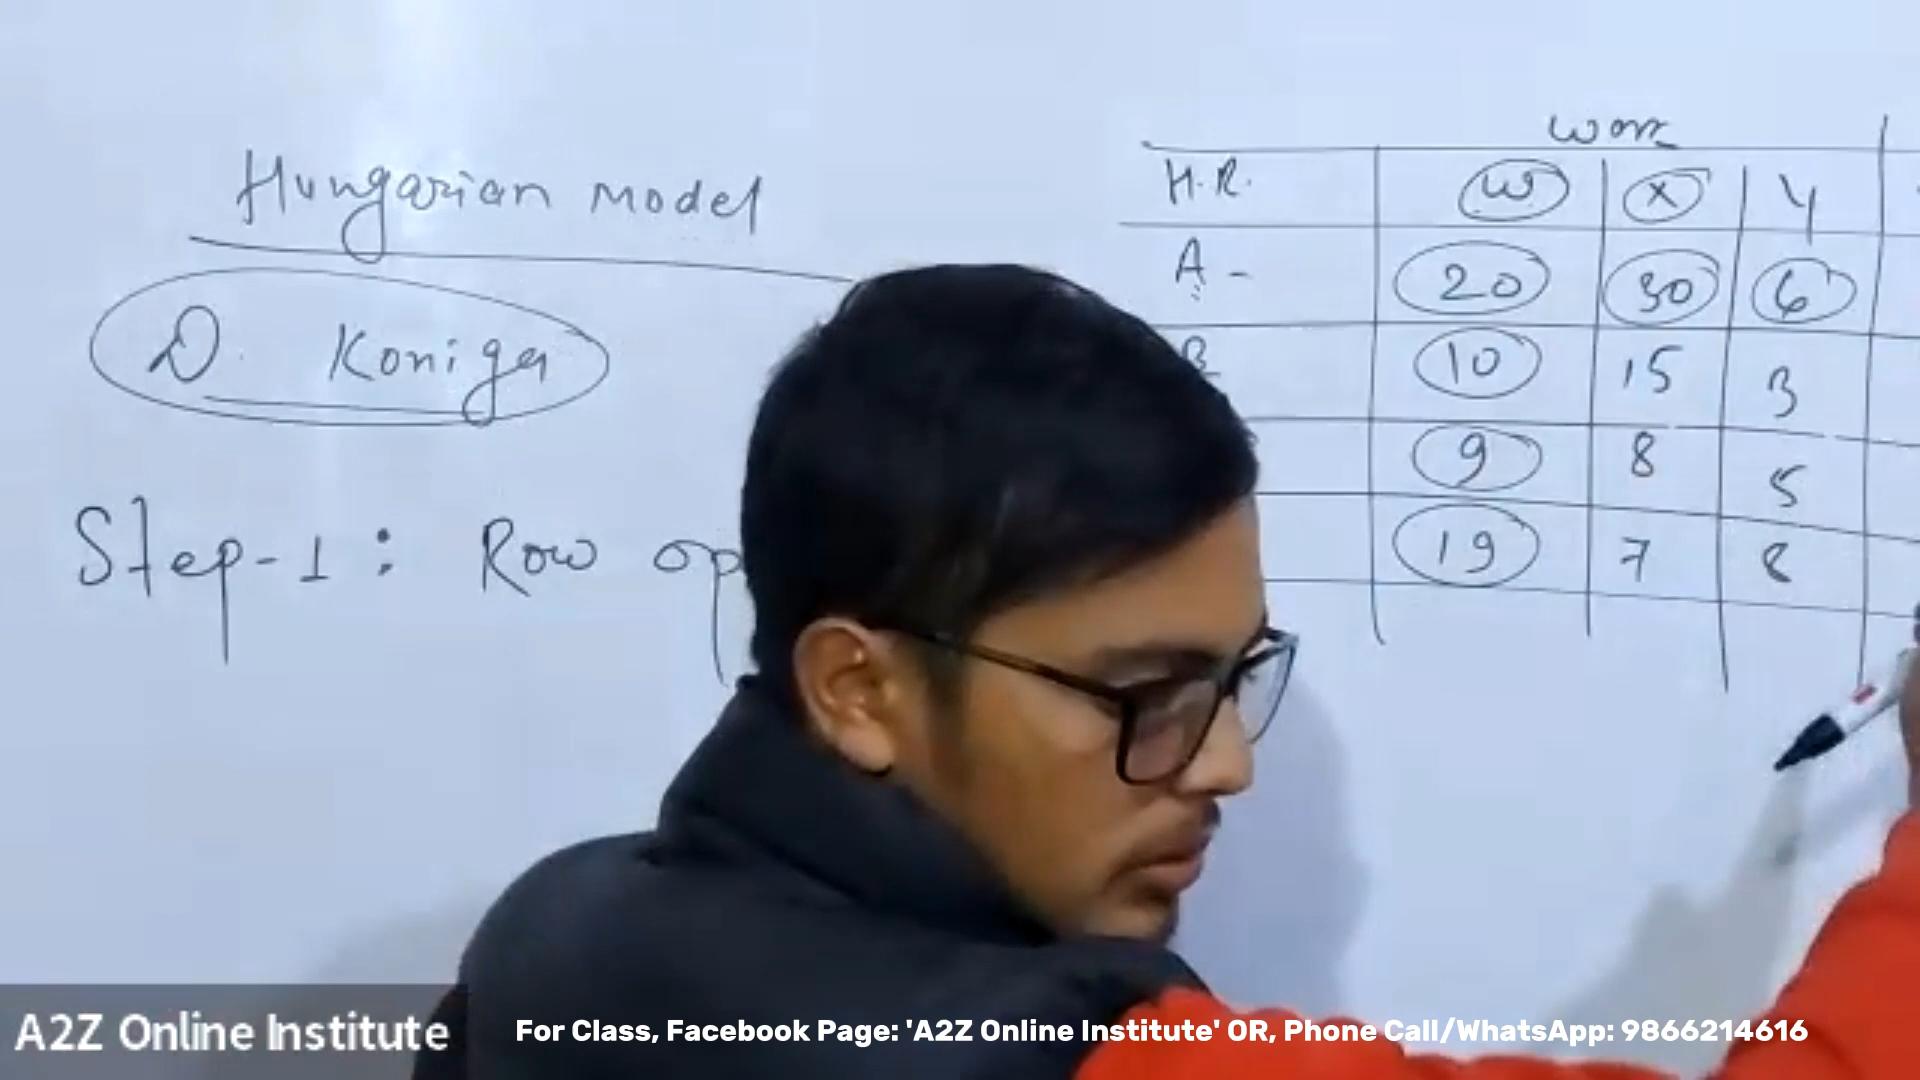 Hungarian Model
D. Konigar
Step-1: Row op
Work
H.R. W X Y
A - 20 30 6
B 10 15 3
9 8 5
19 7 8
A2Z Online Institute
For Class, Facebook Page: 'A2Z Online Institute' OR, Phone Call/WhatsApp: 9866214616